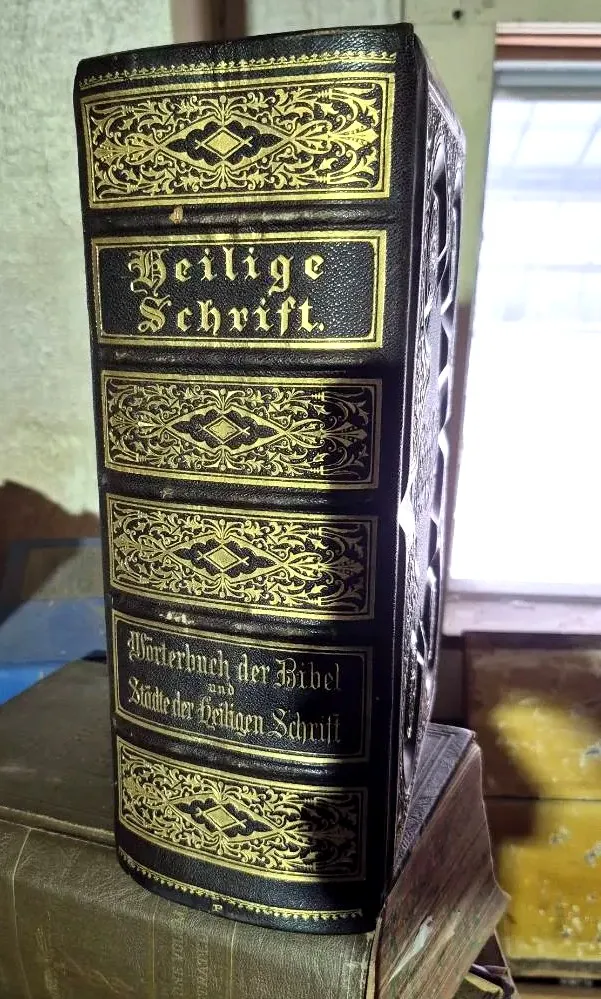 Heilige
Schrift.
Wörterbuch der Bibel
und
Städte der Heiligen Schrift
P